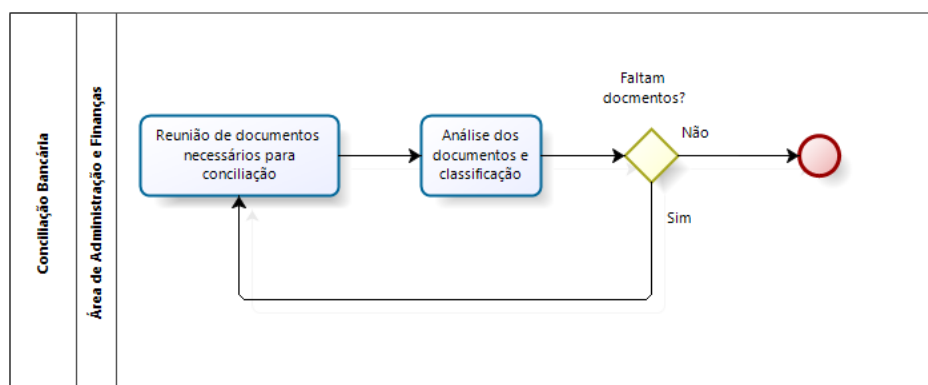 Conciliação Bancária
Área de Administração e Finanças
Reunião de documentos
necessários para
conciliação
Análise dos
documentos e
classificação
Faltam
docmentos?
Não
Sim